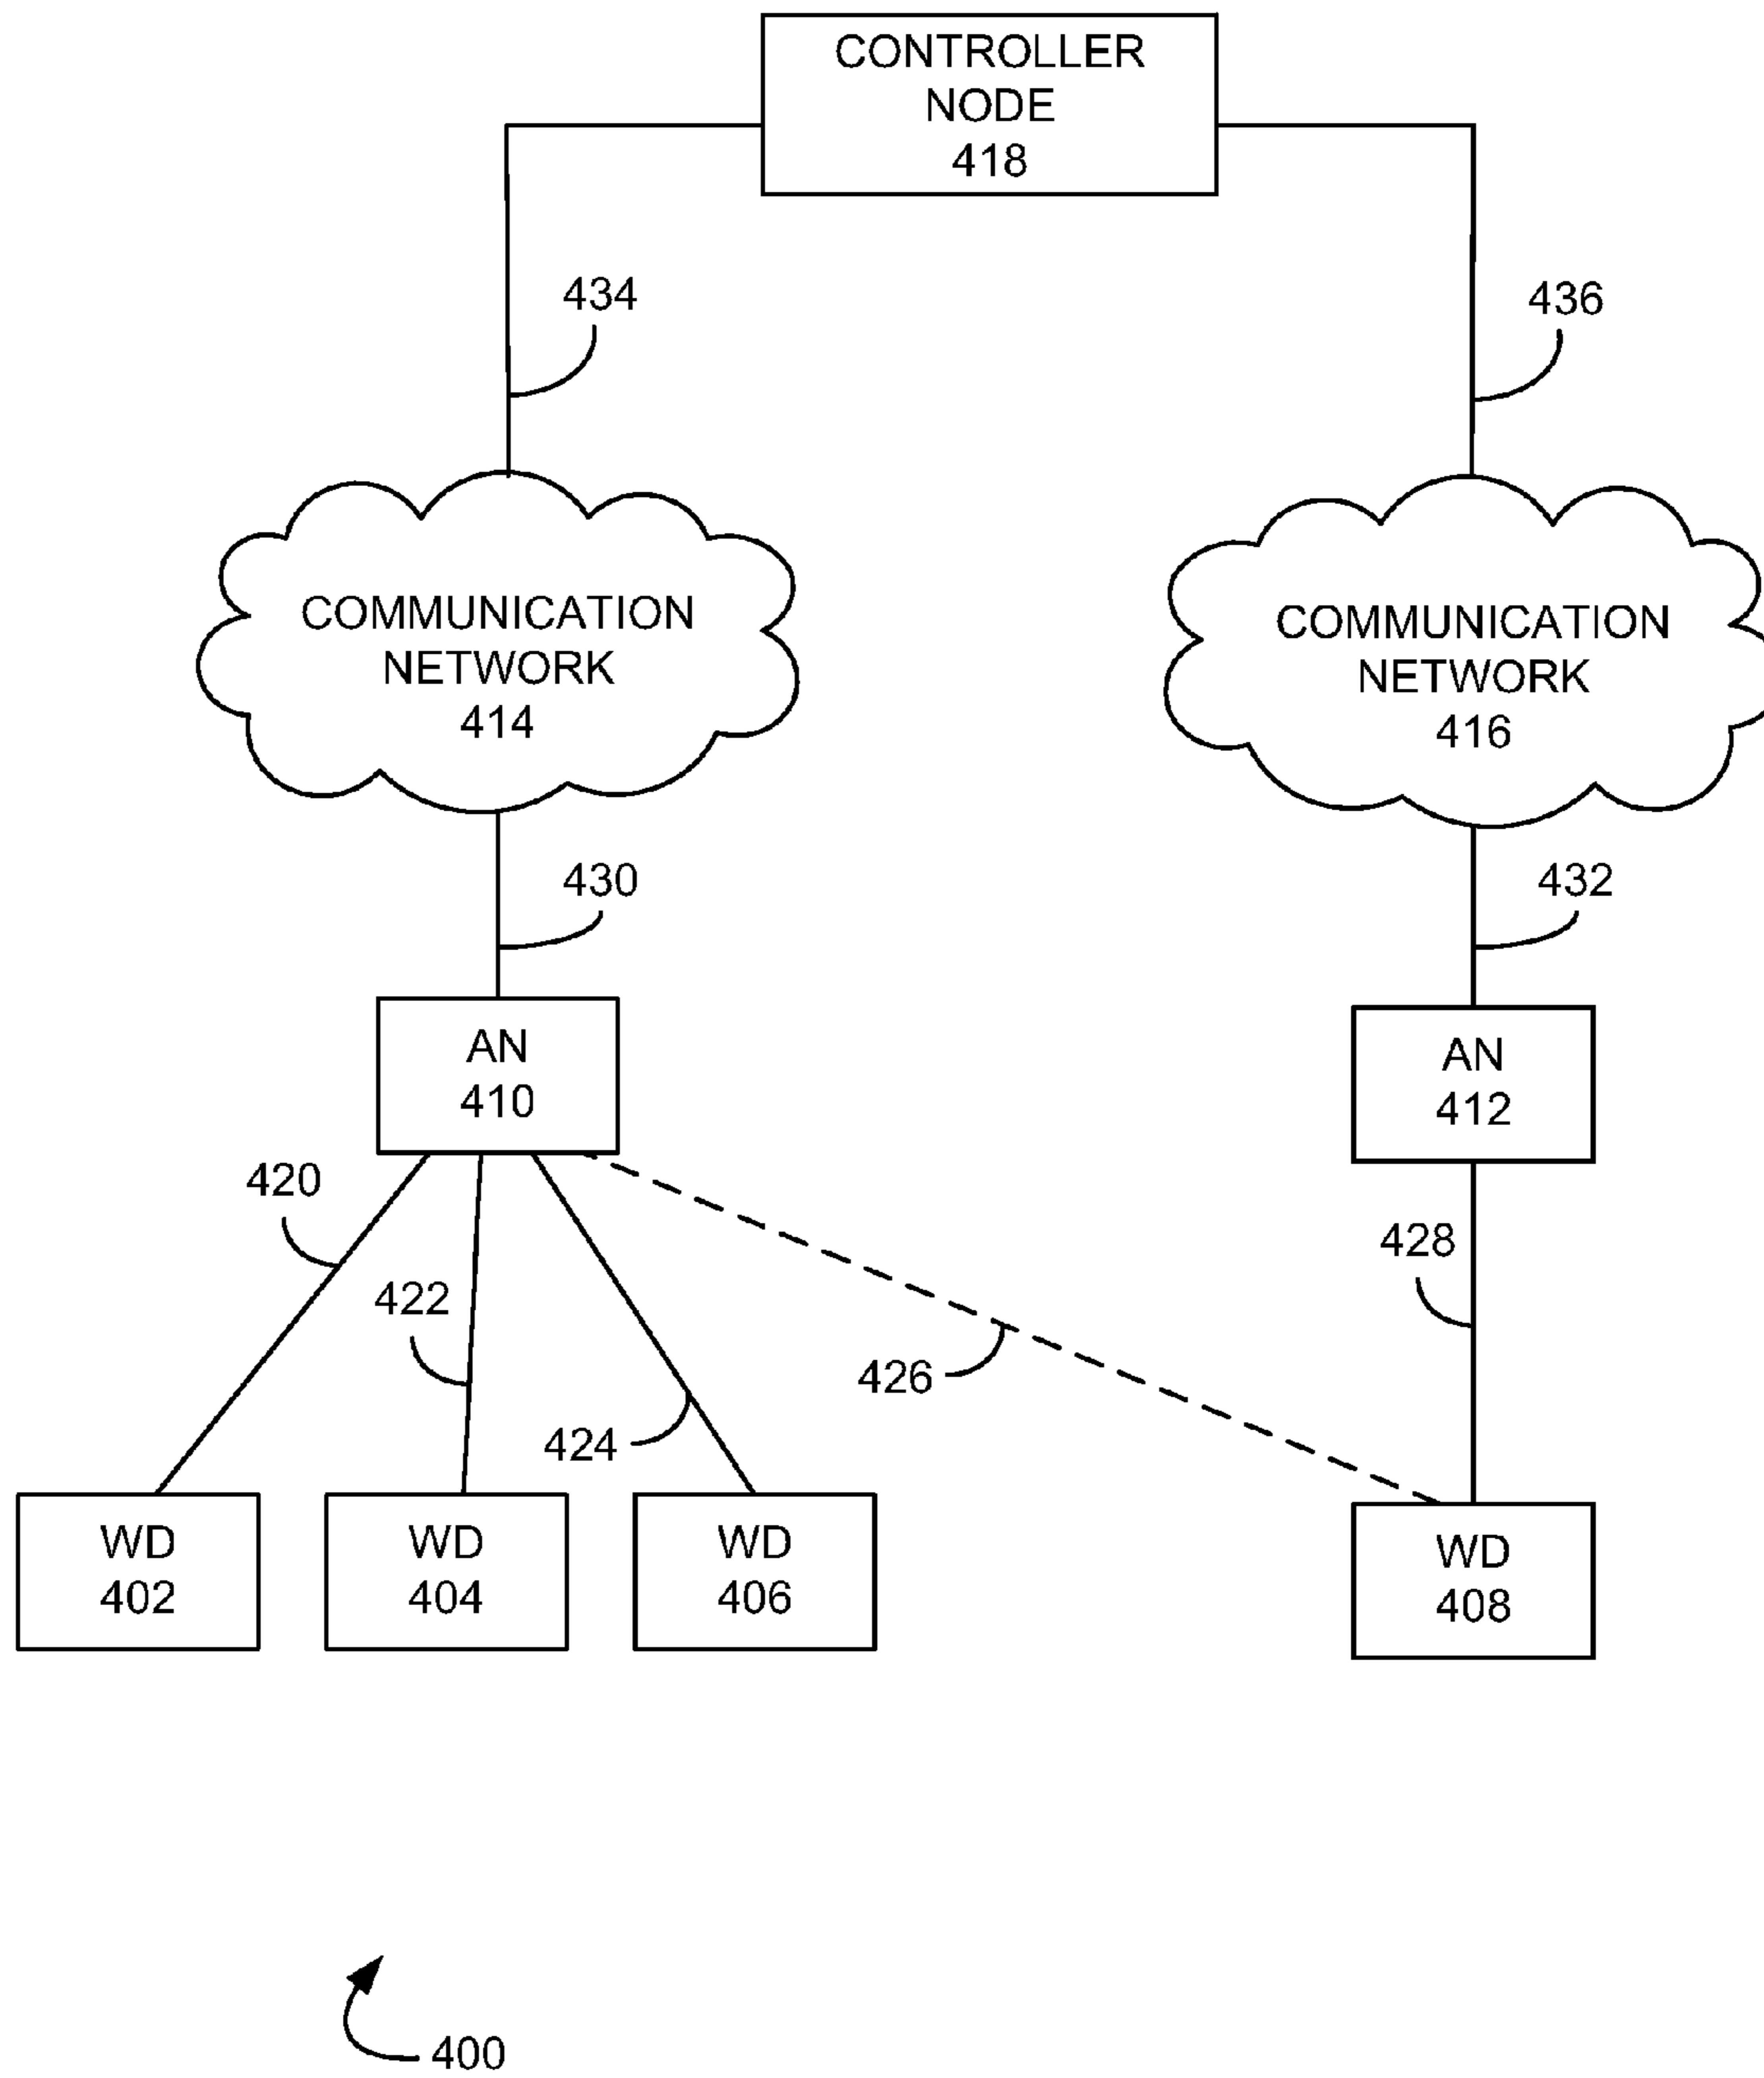 CONTROLLER
NODE
418
434
436
COMMUNICATION
NETWORK
414
COMMUNICATION
NETWORK
416
430
432
AN
410
AN
412
420
422
424
426
428
WD
402
WD
404
WD
406
WD
408
400